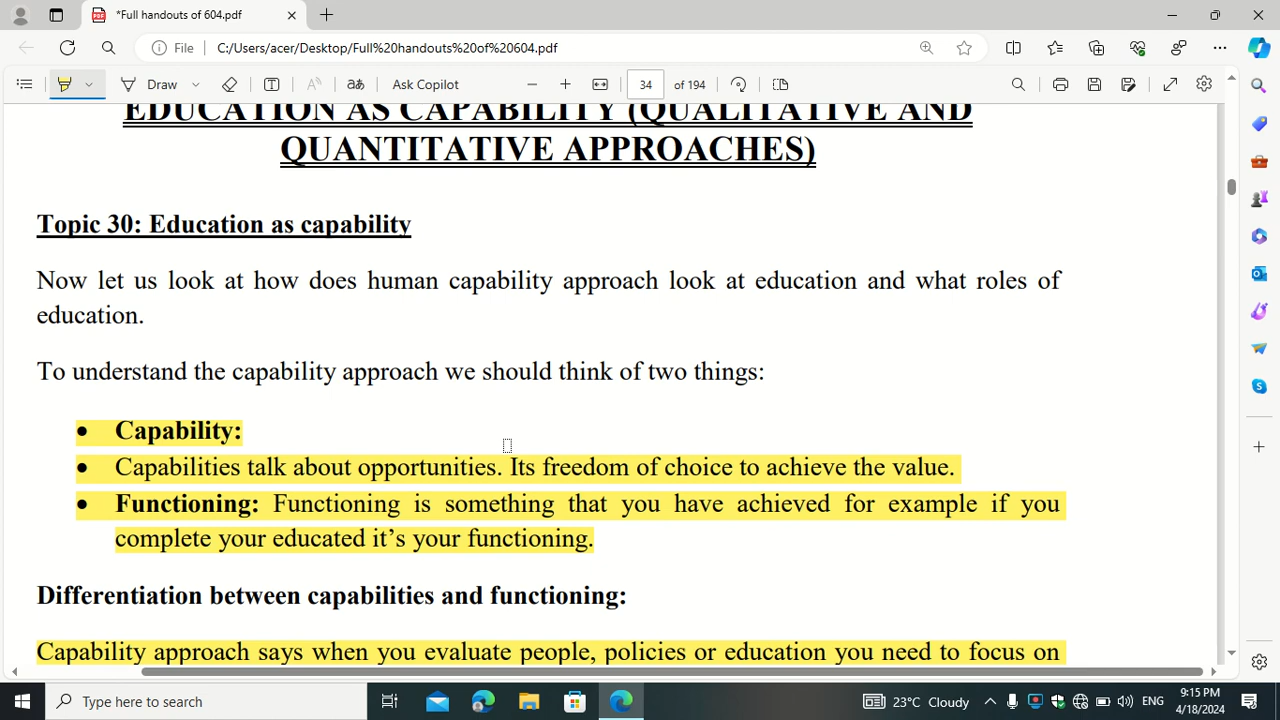 *Full handouts of 604.pdf
File C:/Users/acer/Desktop/Full%20handouts%20of%20604.pdf
Draw Ask Copilot 34 of 194
EDUCATION AS CAPABILITY (QUALITATIVE AND
QUANTITATIVE APPROACHES)
Topic 30: Education as capability
Now let us look at how does human capability approach look at education and what roles of
education.
To understand the capability approach we should think of two things:
• Capability:
• Capabilities talk about opportunities. Its freedom of choice to achieve the value.
• Functioning: Functioning is something that you have achieved for example if you
complete your educated it’s your functioning.
Differentiation between capabilities and functioning:
Capability approach says when you evaluate people, policies or education you need to focus on
Type here to search
23°C Cloudy ENG 9:15 PM
4/18/2024